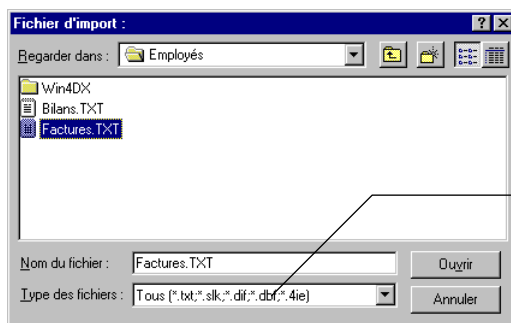 Fichier d'import :
Regarder dans : Employés
Win4DX
Bilans.TXT
Factures.TXT
Nom du fichier : Factures.TXT Ouvrir
Type des fichiers : Tous (*.txt;*.slk;*.dif;*.dbf;*.4ie) Annuler